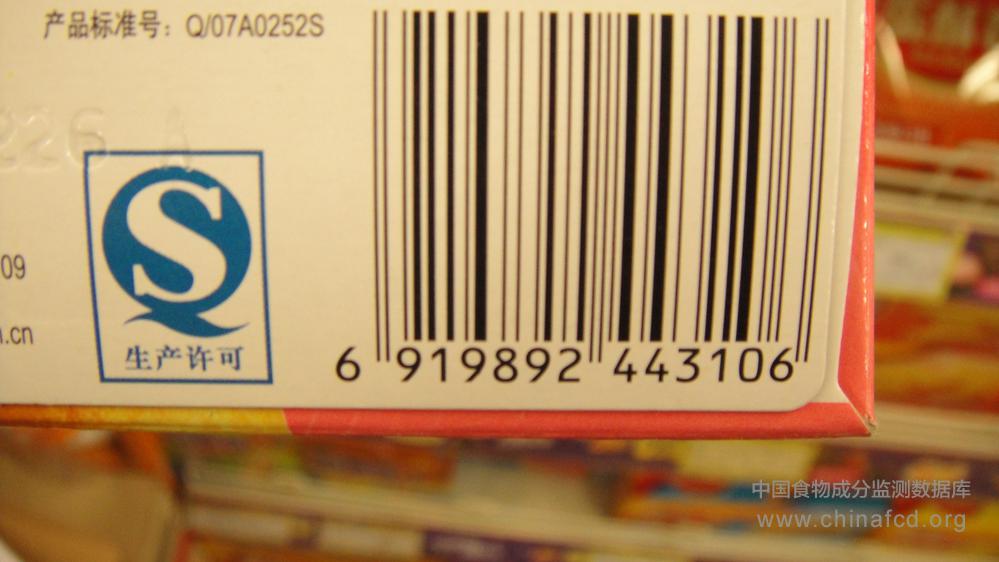 产品标准号：Q/07A0252S
226 A
09
.cn
生产许可
6 919892 443106
中国食物成分监测数据库
www.chinafcd.org